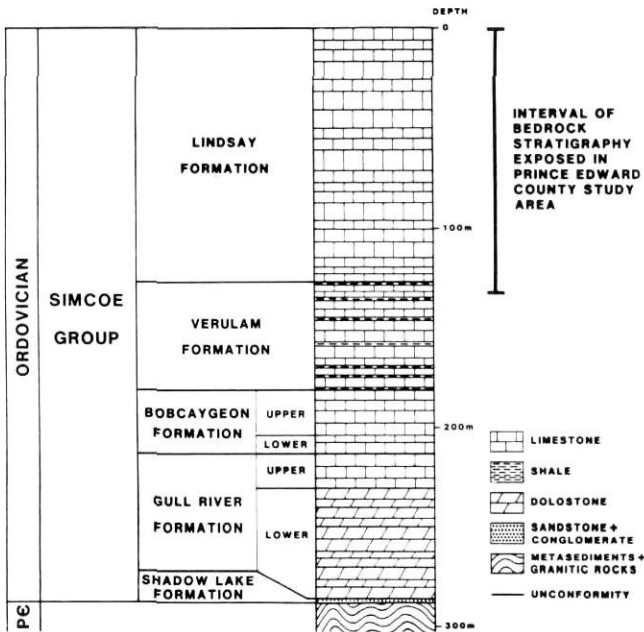 DEPTH
0
100m
200m
300m
ORDOVICIAN
P€
SIMCOE
GROUP
LINDSAY
FORMATION
VERULAM
FORMATION
BOBCAYGEON
FORMATION
UPPER
LOWER
GULL RIVER
FORMATION
UPPER
LOWER
SHADOW LAKE
FORMATION
INTERVAL OF
BEDROCK
STRATIGRAPHY
EXPOSED IN
PRINCE EDWARD
COUNTY STUDY
AREA
LIMESTONE
SHALE
DOLOSTONE
SANDSTONE+
CONGLOMERATE
METASEDIMENTS+
GRANITIC ROCKS
UNCONFORMITY